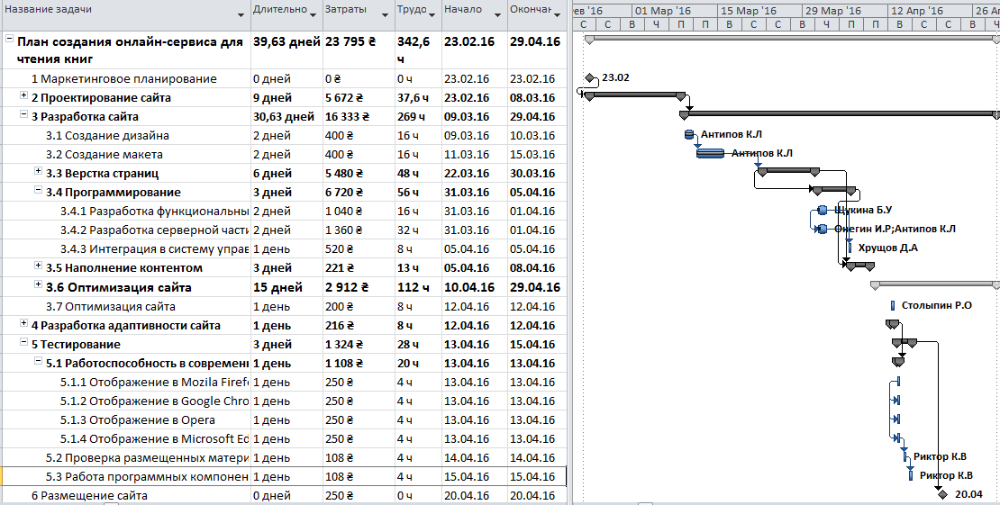 Название задачи Длительно Затраты Трудо Начало Окончан
План создания онлайн-сервиса для чтения книг 39,63 дней 23 795 ₴ 342,6 ч 23.02.16 29.04.16
1 Маркетинговое планирование 0 дней 0 ₴ 0 ч 23.02.16 23.02.16
2 Проектирование сайта 9 дней 5 672 ₴ 37,6 ч 23.02.16 08.03.16
3 Разработка сайта 30,63 дней 16 333 ₴ 269 ч 09.03.16 29.04.16
3.1 Создание дизайна 2 дней 400 ₴ 16 ч 09.03.16 10.03.16
3.2 Создание макета 2 дней 400 ₴ 16 ч 11.03.16 15.03.16
3.3 Верстка страниц 6 дней 5 480 ₴ 48 ч 22.03.16 30.03.16
3.4 Программирование 3 дней 6 720 ₴ 56 ч 31.03.16 05.04.16
3.4.1 Разработка функциональны 2 дней 1 040 ₴ 16 ч 31.03.16 01.04.16
3.4.2 Разработка серверной части 2 дней 1 360 ₴ 32 ч 31.03.16 01.04.16
3.4.3 Интеграция в систему управ 1 день 520 ₴ 8 ч 05.04.16 05.04.16
3.5 Наполнение контентом 3 дней 221 ₴ 13 ч 05.04.16 08.04.16
3.6 Оптимизация сайта 15 дней 2 912 ₴ 112 ч 10.04.16 29.04.16
3.7 Оптимизация сайта 1 день 200 ₴ 8 ч 12.04.16 12.04.16
4 Разработка адаптивности сайта 1 день 216 ₴ 8 ч 12.04.16 12.04.16
5 Тестирование 3 дней 1 324 ₴ 28 ч 13.04.16 15.04.16
5.1 Работоспособность в современ 1 день 1 108 ₴ 20 ч 13.04.16 13.04.16
5.1.1 Отображение в Mozila Firef 1 день 250 ₴ 4 ч 13.04.16 13.04.16
5.1.2 Отображение в Google Chro 1 день 250 ₴ 4 ч 13.04.16 13.04.16
5.1.3 Отображение в Opera 1 день 250 ₴ 4 ч 13.04.16 13.04.16
5.1.4 Отображение в Microsoft Ed 1 день 250 ₴ 4 ч 13.04.16 13.04.16
5.2 Проверка размещенных матери 1 день 108 ₴ 4 ч 14.04.16 14.04.16
5.3 Работа программных компонен 1 день 108 ₴ 4 ч 15.04.16 15.04.16
6 Размещение сайта 0 дней 250 ₴ 0 ч 20.04.16 20.04.16
ев '16 01 Мар '16 15 Мар '16 29 Мар '16 12 Апр '16 26 Ап
С С В В Ч П П С С В В Ч П П С С В Ч
23.02
Антипов К.Л
Антипов К.Л
Щукина Б.У
Онегин И.Р;Антипов К.Л
Хрущов Д.А
Столыпин Р.О
Риктор К.В
Риктор К.В
20.04